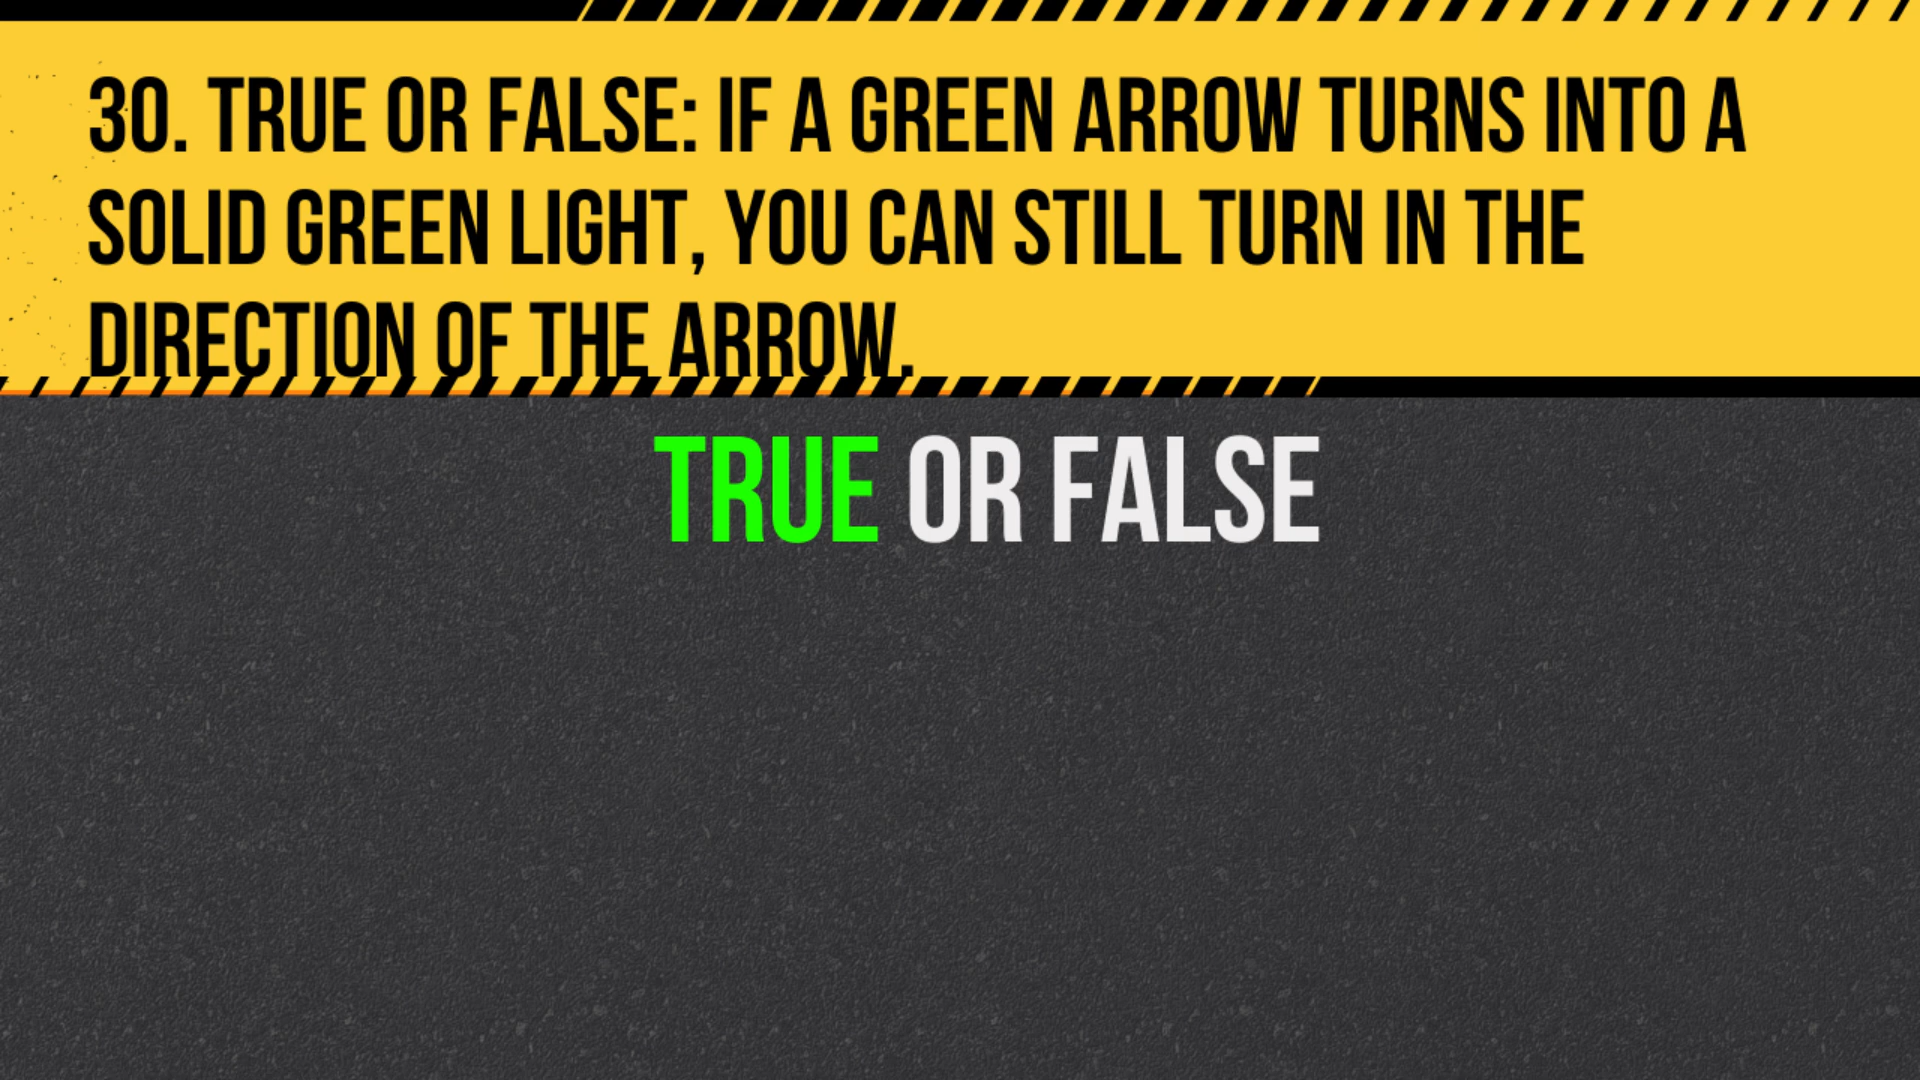 30. TRUE OR FALSE: IF A GREEN ARROW TURNS INTO A
SOLID GREEN LIGHT, YOU CAN STILL TURN IN THE
DIRECTION OF THE ARROW.
TRUE OR FALSE